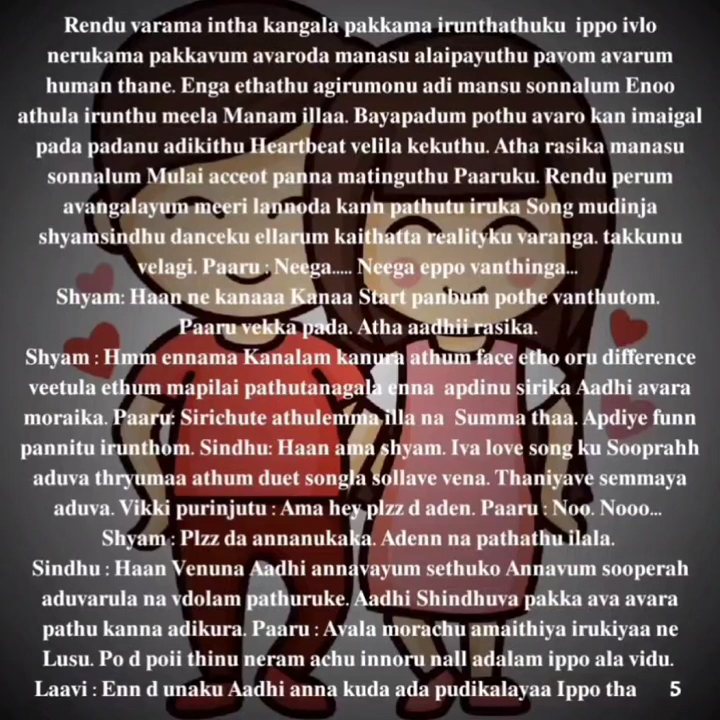 Rendu varama intha kangala pakkama irunthathuku ippo ivlo
nerukama pakkavum avaroda manasu alaipayuthu pavom avarum
human thane. Enga ethathu agirumonu adi mansu sonnalum Enoo
athula irunthu meela Manam illaa. Bayapadum pothu avaro kan imaigal
pada padanu adikithu Heartbeat velila kekuthu. Atha rasika manasu
sonnalum Mulai acceot panna matinguthu Paaruku. Rendu perum
avangalayum meeri lannoda kann pathutu iruka Song mudinja
shyamsindhu danceku ellarum kaithatta realityku varanga. takkunu
velagi. Paaru : Neega..... Neega eppo vanthinga...
Shyam: Haan ne kanaaa Kanaa Start panbum pothe vanthutom.
Paaru vekka pada. Atha aadhii rasika.
Shyam : Hmm ennama Kanalam kanura athum face etho oru difference
veetula ethum mapilai pathutanagala enna apdinu sirika Aadhi avara
moraika. Paaru: Sirichute athulemma illa na Summa thaa. Apdiye funn
pannitu irunthom. Sindhu: Haan ama shyam. Iva love song ku Sooprahh
aduva thryumaa athum duet songla sollave vena. Thaniyave semmaya
aduva. Vikki purinjutu : Ama hey plzz d aden. Paaru : Noo. Nooo...
Shyam : Plzz da annanukaka. Adenn na pathathu ilala.
Sindhu : Haan Venuna Aadhi annavayum sethuko Annavum sooperah
aduvarula na vdolam pathuruke. Aadhi Shindhuva pakka ava avara
pathu kanna adikura. Paaru : Avala morachu amaithiya irukiyaa ne
Lusu. Po d poii thinu neram achu innoru nall adalam ippo ala vidu.
Laavi : Enn d unaku Aadhi anna kuda ada pudikalayaa Ippo tha 5